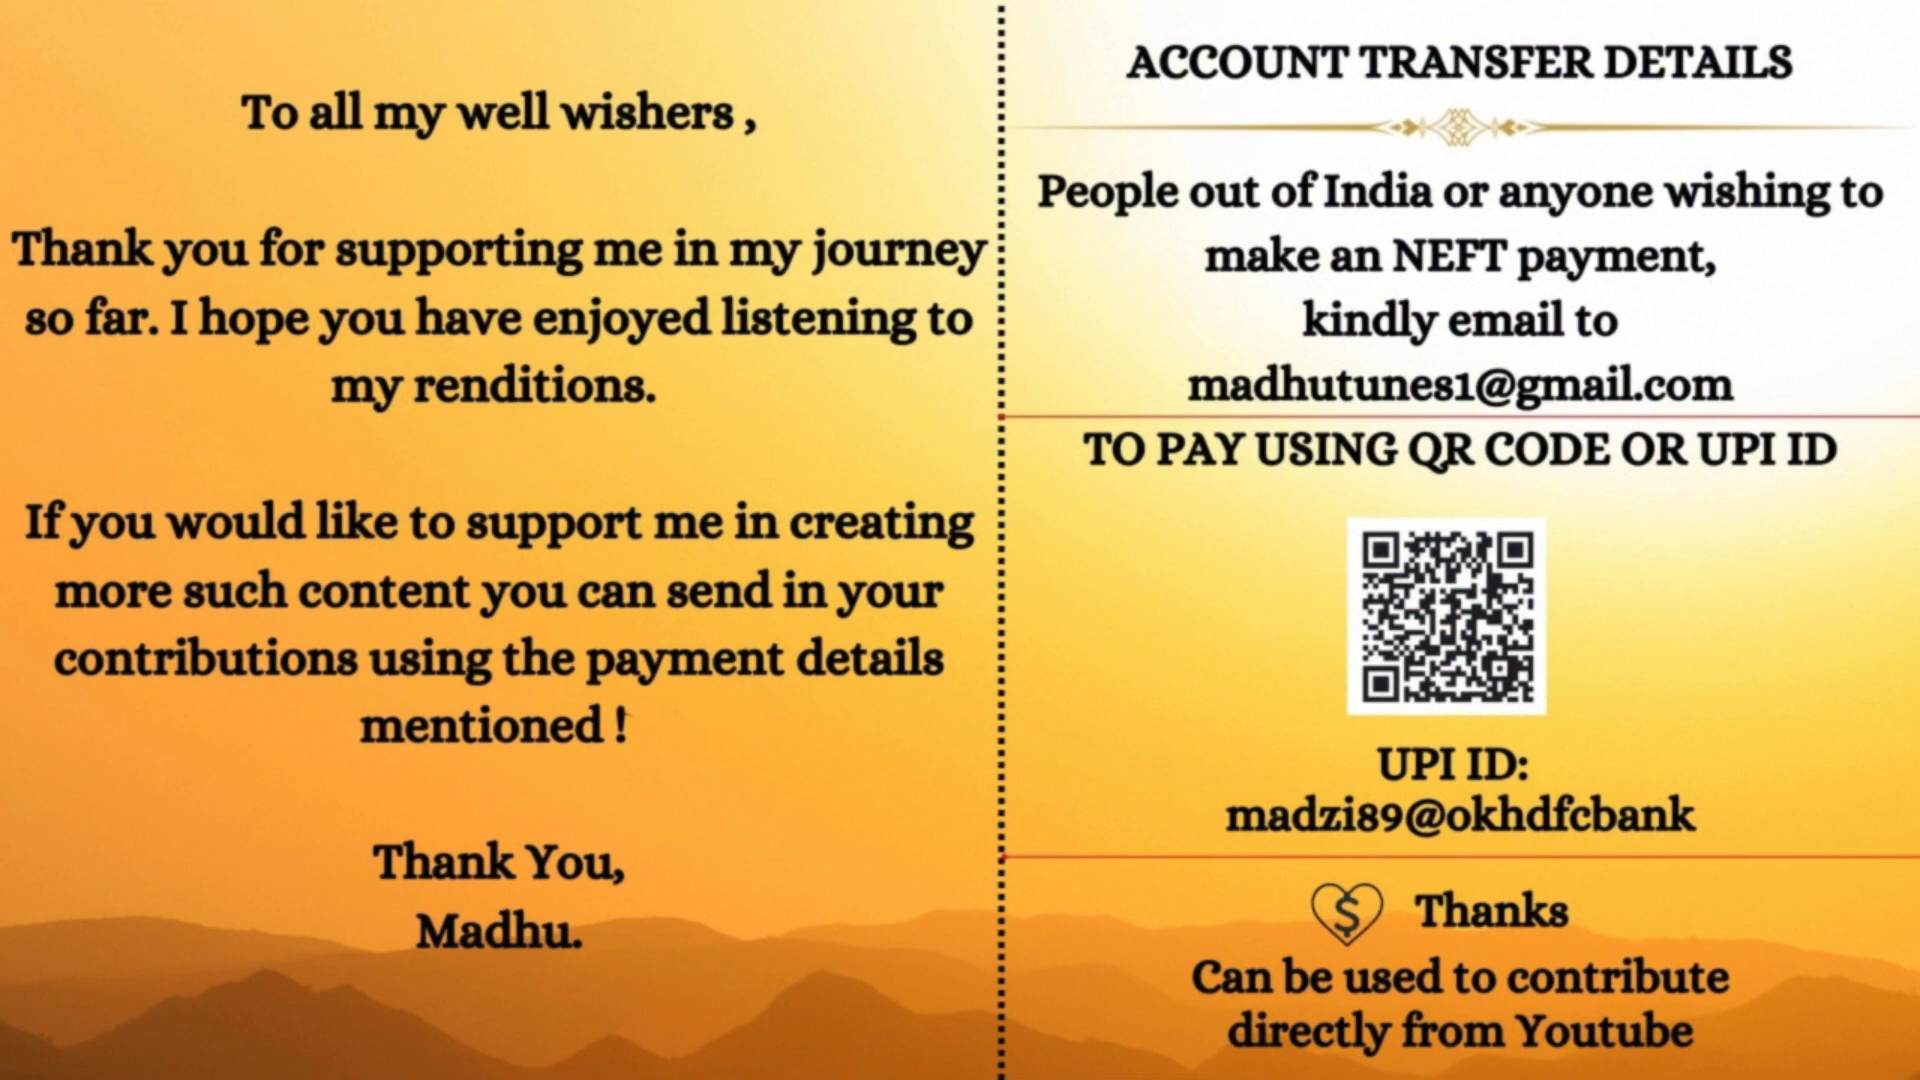 To all my well wishers ,
Thank you for supporting me in my journey
so far. I hope you have enjoyed listening to
my renditions.
If you would like to support me in creating
more such content you can send in your
contributions using the payment details
mentioned !
Thank You,
Madhu.
ACCOUNT TRANSFER DETAILS
People out of India or anyone wishing to
make an NEFT payment,
kindly email to
madhutunes1@gmail.com
TO PAY USING QR CODE OR UPI ID
UPI ID:
madzi89@okhdfcbank
$ Thanks
Can be used to contribute
directly from Youtube